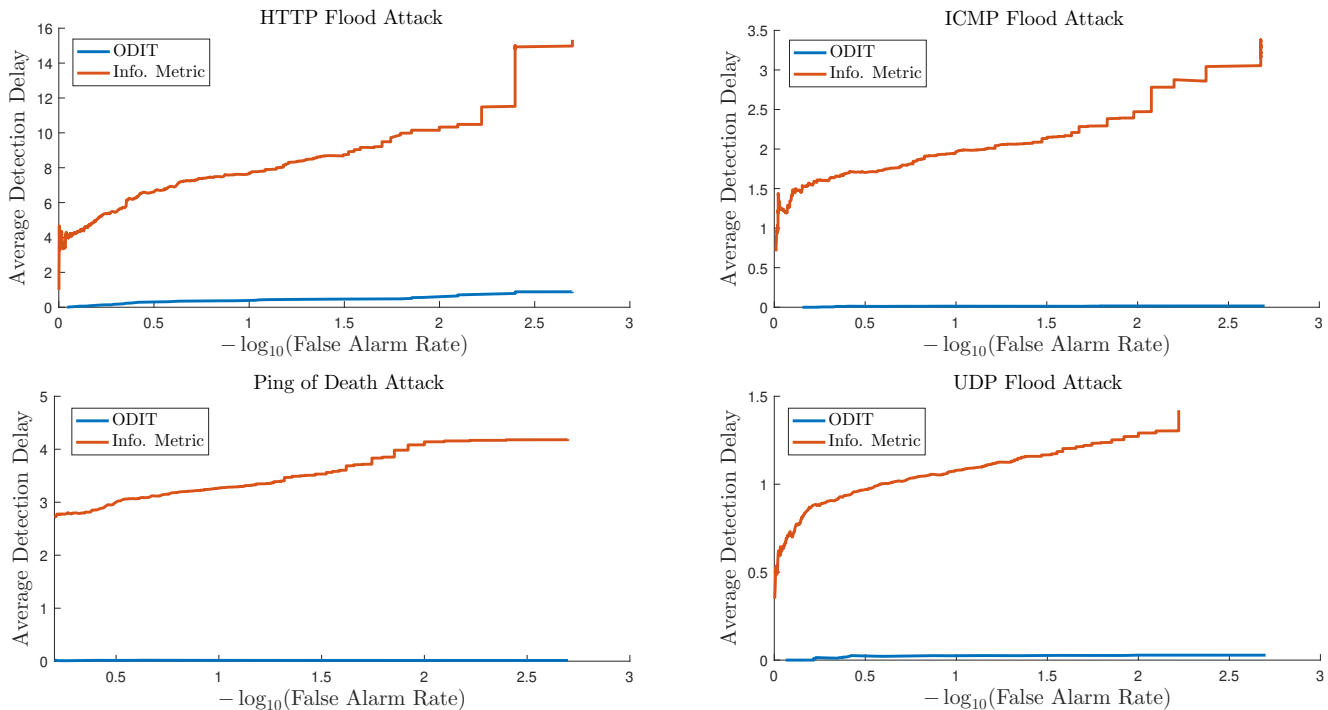 HTTP Flood Attack
16
14
12
10
8
6
4
2
0
Average Detection Delay
ODIT
Info. Metric
0 0.5 1 1.5 2 2.5 3
− log10(False Alarm Rate)
ICMP Flood Attack
3.5
3
2.5
2
1.5
1
0.5
0
Average Detection Delay
ODIT
Info. Metric
0 0.5 1 1.5 2 2.5 3
− log10(False Alarm Rate)
Ping of Death Attack
5
4
3
2
1
0
Average Detection Delay
ODIT
Info. Metric
0.5 1 1.5 2 2.5 3
− log10(False Alarm Rate)
UDP Flood Attack
1.5
1
0.5
0
Average Detection Delay
ODIT
Info. Metric
0 0.5 1 1.5 2 2.5 3
− log10(False Alarm Rate)